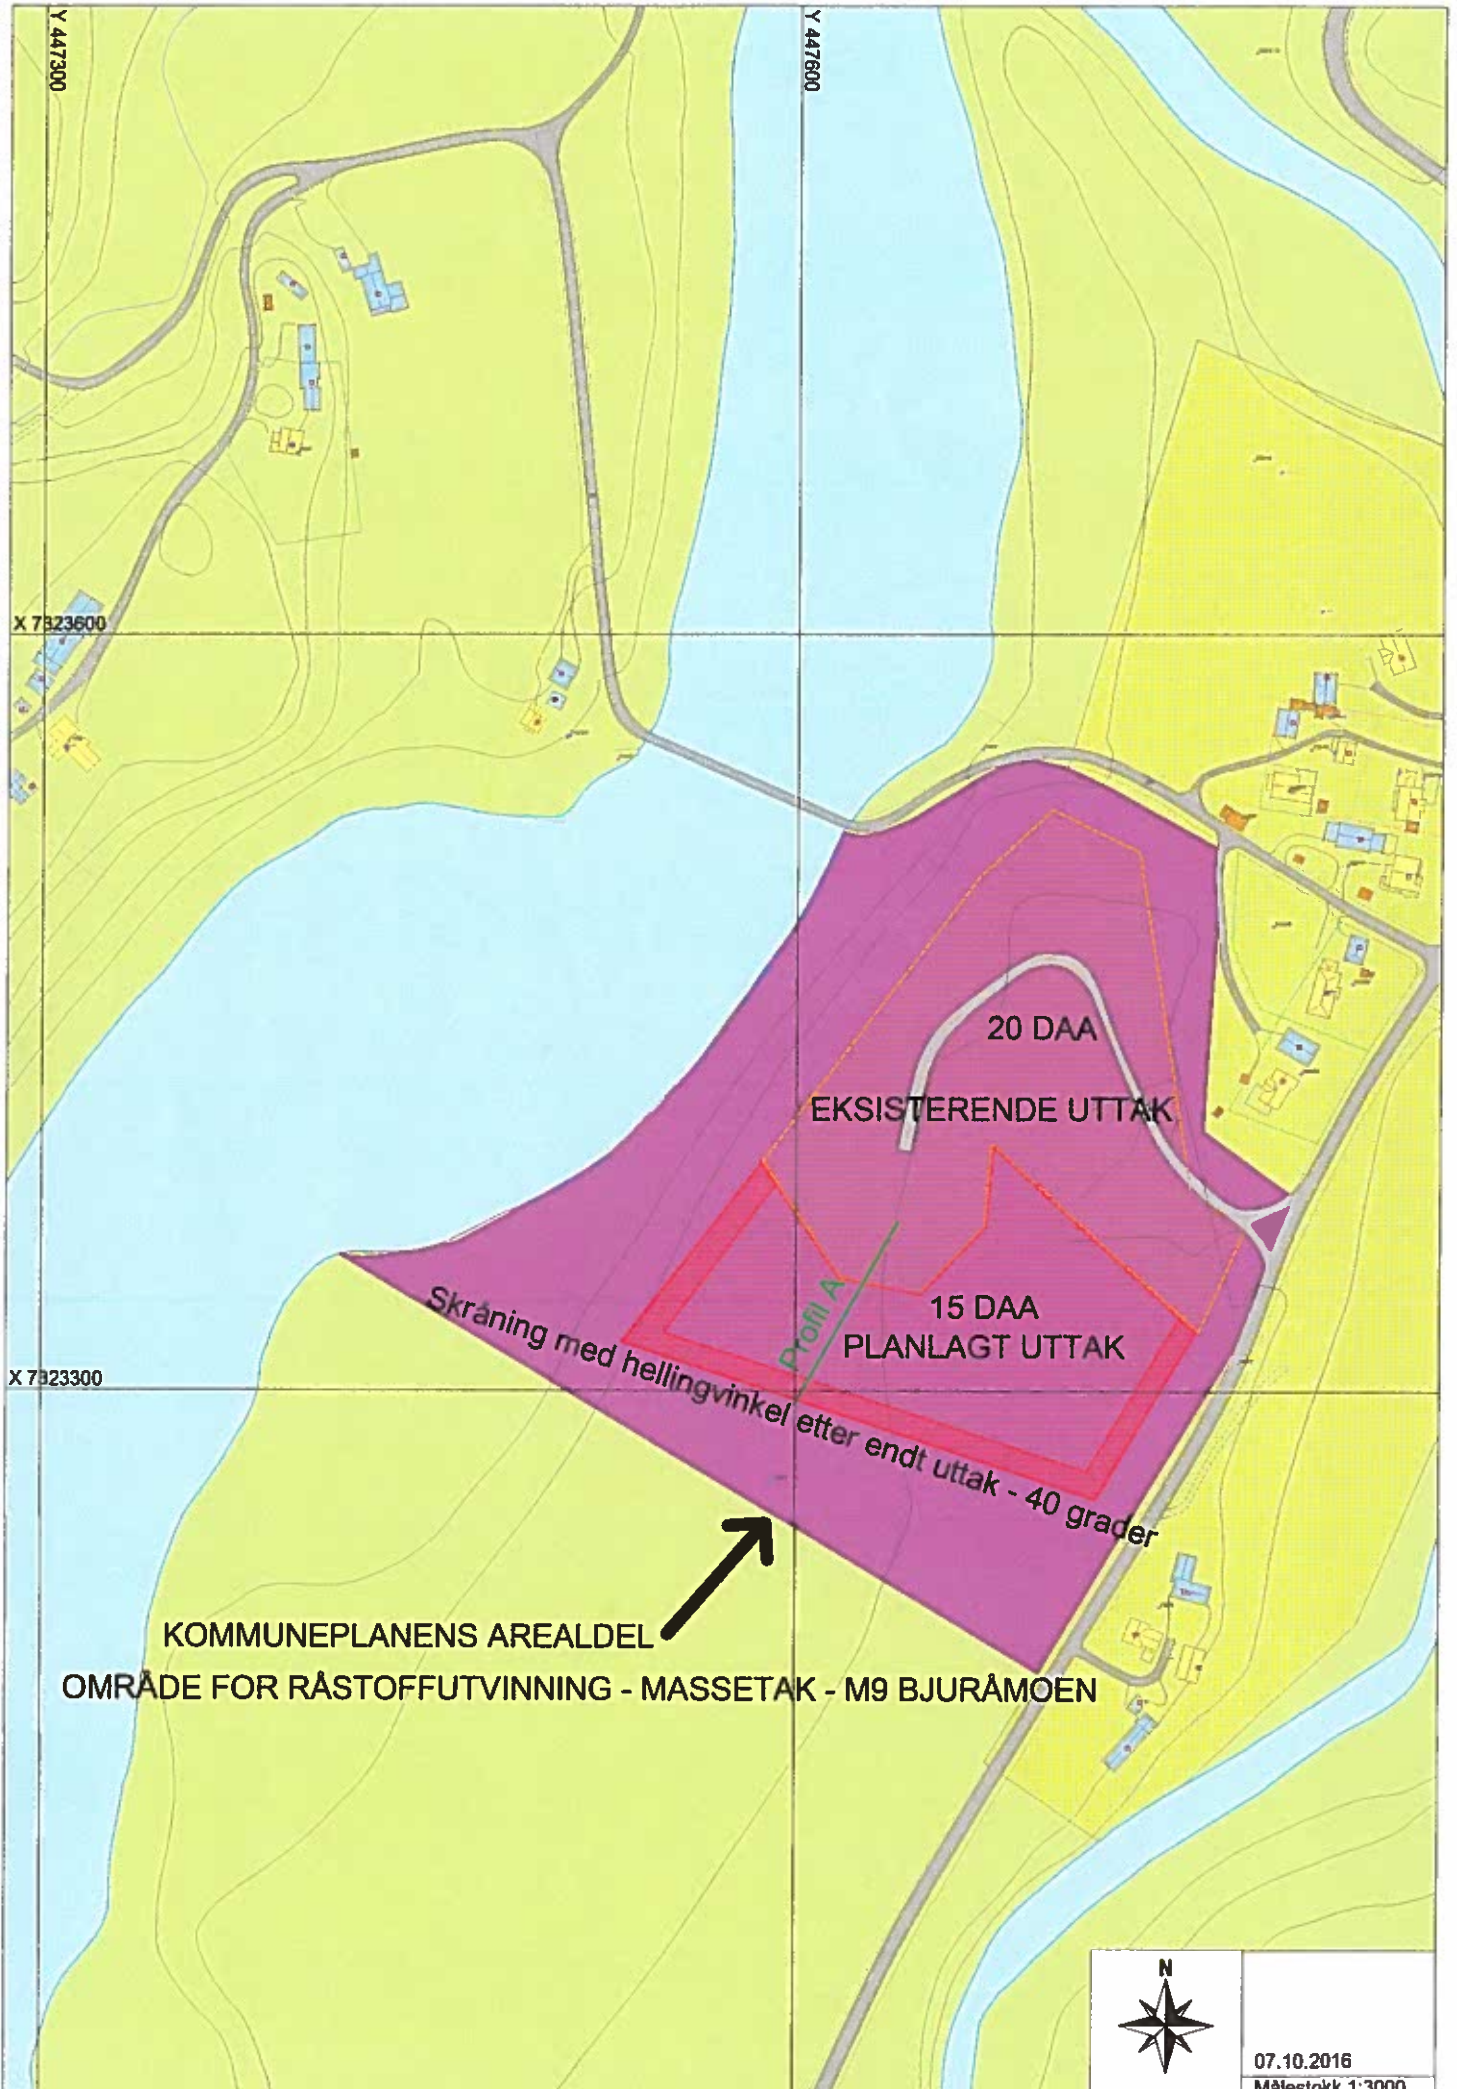 Y 447300
Y 447600
X 7323600
20 DAA
EKSISTERENDE UTTAK
Profil A
15 DAA
PLANLAGT UTTAK
X 7323300
Skråning med hellingvinkel etter endt uttak - 40 grader
KOMMUNEPLANENS AREALDEL
OMRÅDE FOR RÅSTOFFUTVINNING - MASSETAK - M9 BJURÅMOEN
N
07.10.2016
Målestokk 1:3000